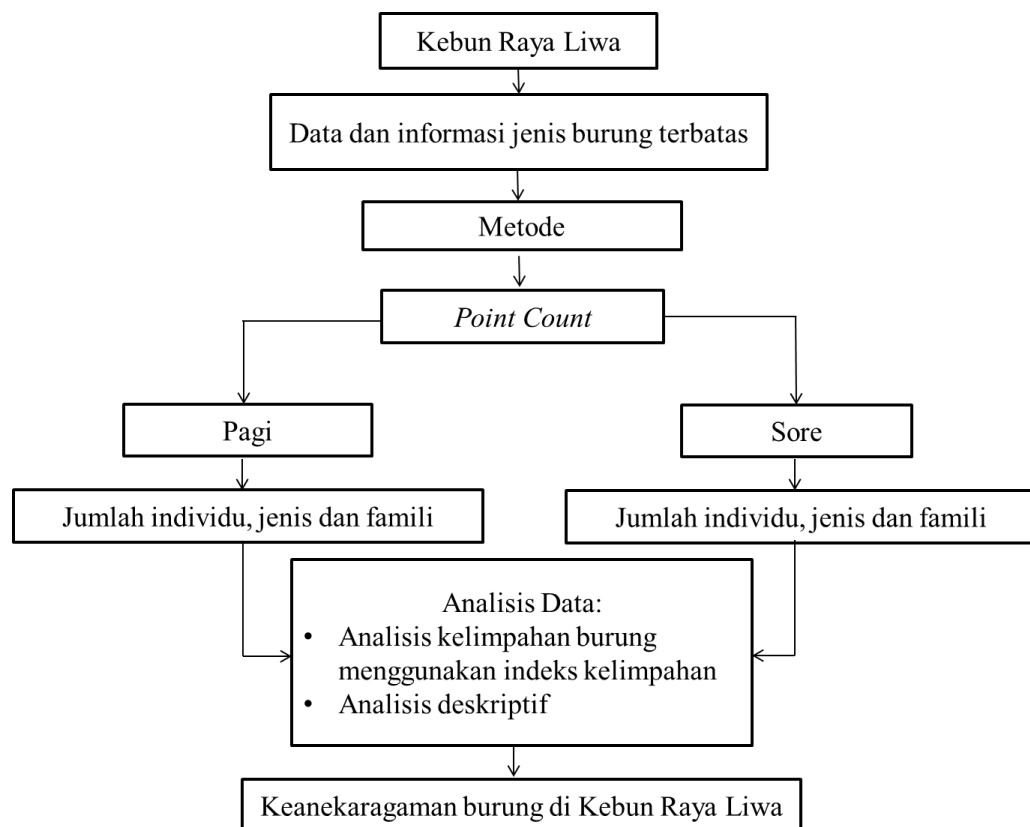 Kebun Raya Liwa
Data dan informasi jenis burung terbatas
Metode
Point Count
Pagi
Sore
Jumlah individu, jenis dan famili
Jumlah individu, jenis dan famili
Analisis Data:
• Analisis kelimpahan burung
menggunakan indeks kelimpahan
• Analisis deskriptif
Keanekaragaman burung di Kebun Raya Liwa